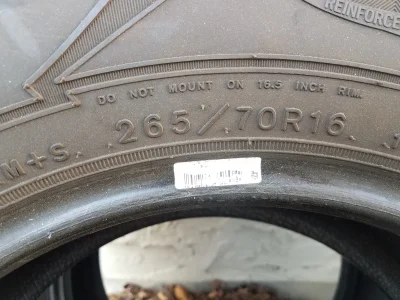 REINFORCE
DO NOT MOUNT ON 16.5 INCH RIM.
M+S. 265/70R16